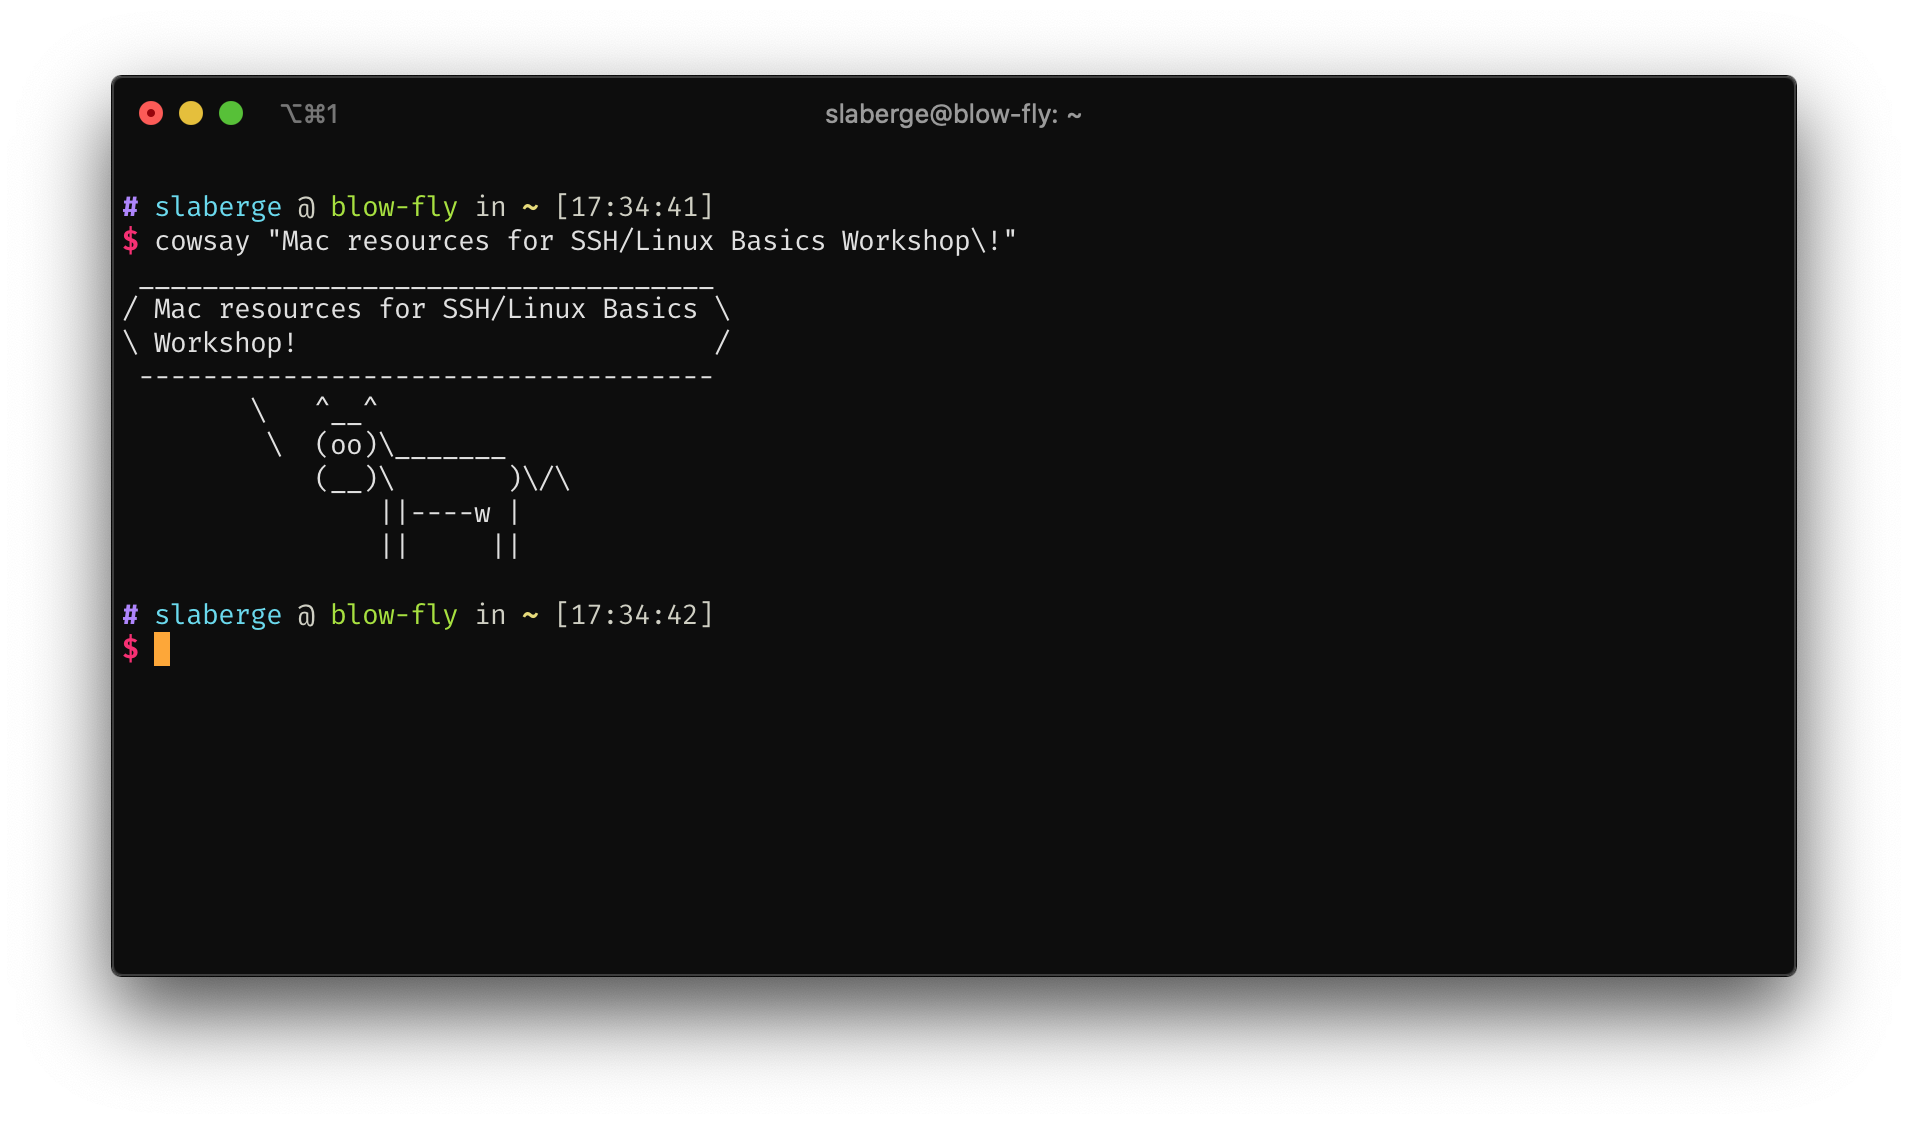 ⌥⌘1 slaberge@blow-fly: ~
# slaberge @ blow-fly in ~ [17:34:41]
$ cowsay "Mac resources for SSH/Linux Basics Workshop\!"
 ____________________________________
/ Mac resources for SSH/Linux Basics \
\ Workshop!                          /
 ------------------------------------
        \   ^__^
         \  (oo)\_______
            (__)\       )\/\
                ||----w |
                ||     ||
# slaberge @ blow-fly in ~ [17:34:42]
$